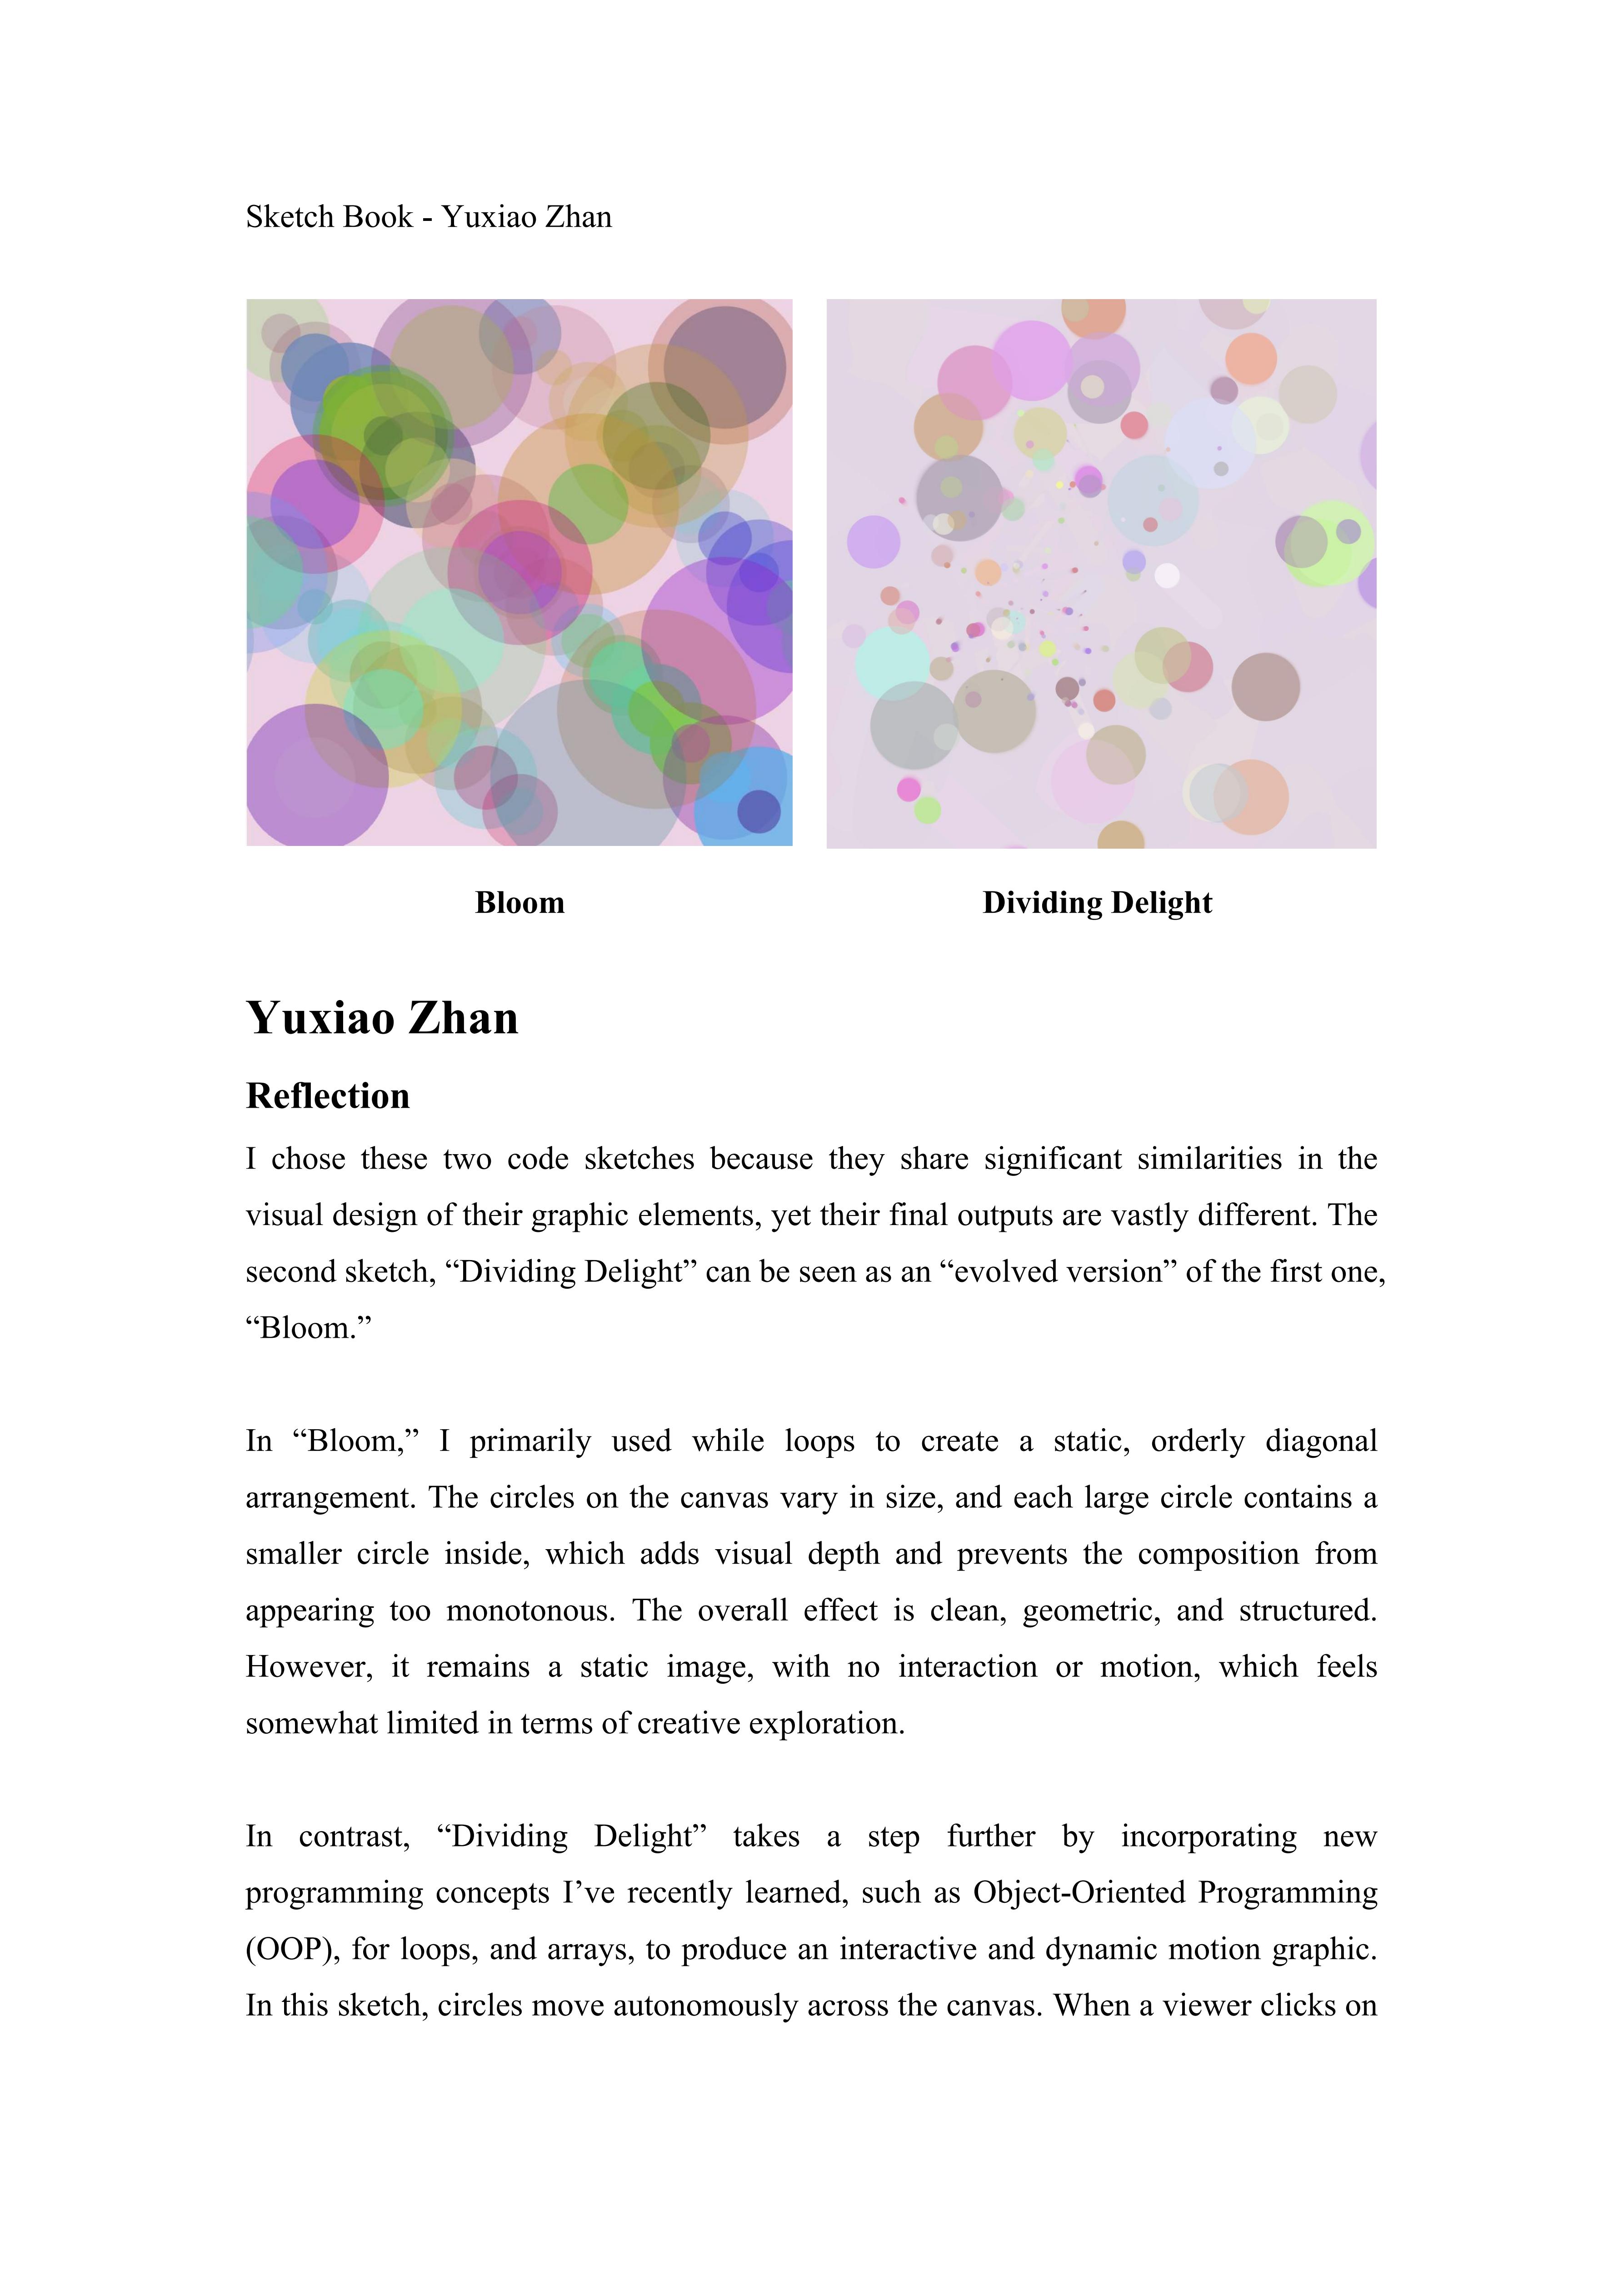 Sketch Book - Yuxiao Zhan
Bloom
Dividing Delight
Yuxiao Zhan
Reflection
I chose these two code sketches because they share significant similarities in the
visual design of their graphic elements, yet their final outputs are vastly different. The
second sketch, “Dividing Delight” can be seen as an “evolved version” of the first one,
“Bloom.”
In “Bloom,” I primarily used while loops to create a static, orderly diagonal
arrangement. The circles on the canvas vary in size, and each large circle contains a
smaller circle inside, which adds visual depth and prevents the composition from
appearing too monotonous. The overall effect is clean, geometric, and structured.
However, it remains a static image, with no interaction or motion, which feels
somewhat limited in terms of creative exploration.
In contrast, “Dividing Delight” takes a step further by incorporating new
programming concepts I’ve recently learned, such as Object-Oriented Programming
(OOP), for loops, and arrays, to produce an interactive and dynamic motion graphic.
In this sketch, circles move autonomously across the canvas. When a viewer clicks on